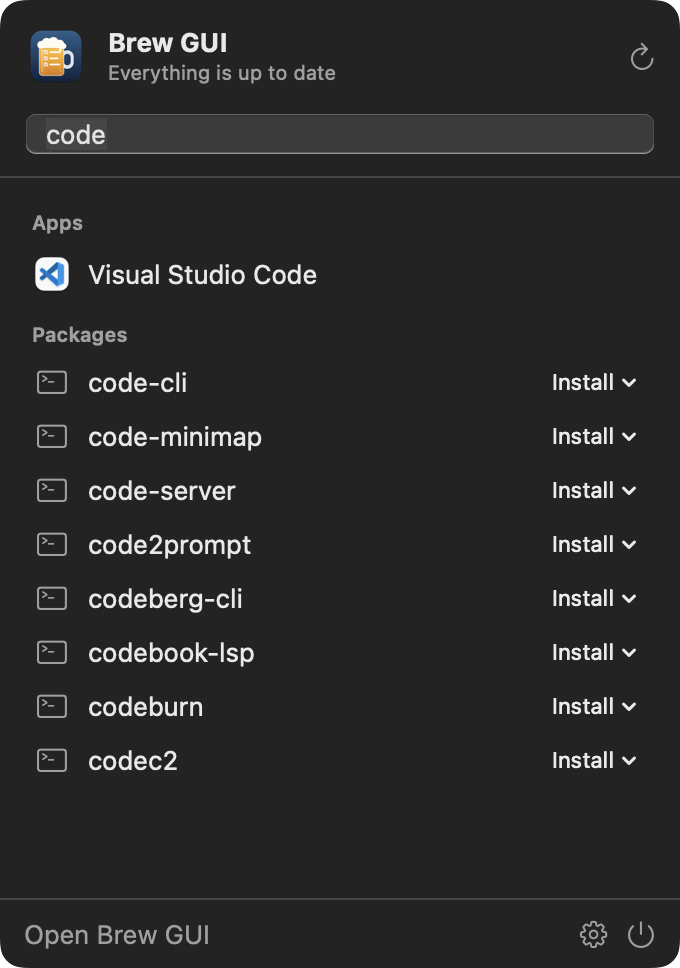 Brew GUI
Everything is up to date
code
Apps
Visual Studio Code
Packages
code-cli Install
code-minimap Install
code-server Install
code2prompt Install
codeberg-cli Install
codebook-lsp Install
codeburn Install
codec2 Install
Open Brew GUI